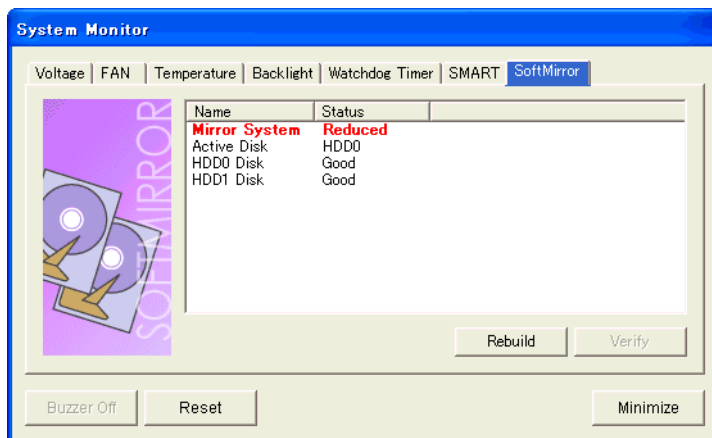 System Monitor
Voltage FAN Temperature Backlight Watchdog Timer SMART SoftMirror
SOFTMIRROR
Name Status
Mirror System Reduced
Active Disk HDD0
HDD0 Disk Good
HDD1 Disk Good
Rebuild Verify
Buzzer Off Reset Minimize